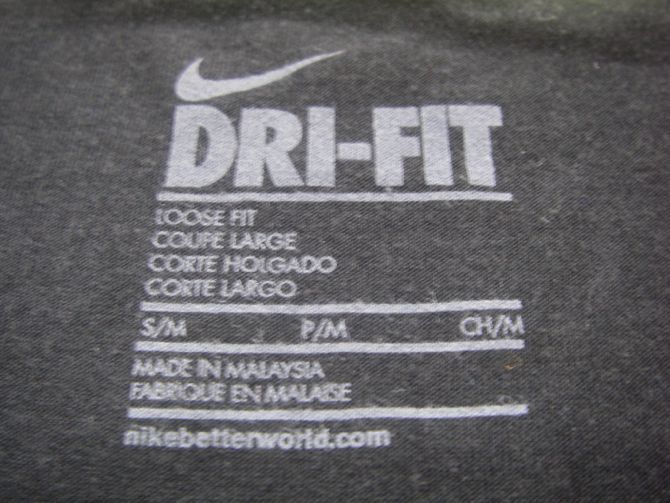 DRI-FIT
LOOSE FIT
COUPE LARGE
CORTE HOLGADO
CORTE LARGO
S/M P/M CH/M
MADE IN MALAYSIA
FABRIQUE EN MALAISE
nikebetterworld.com